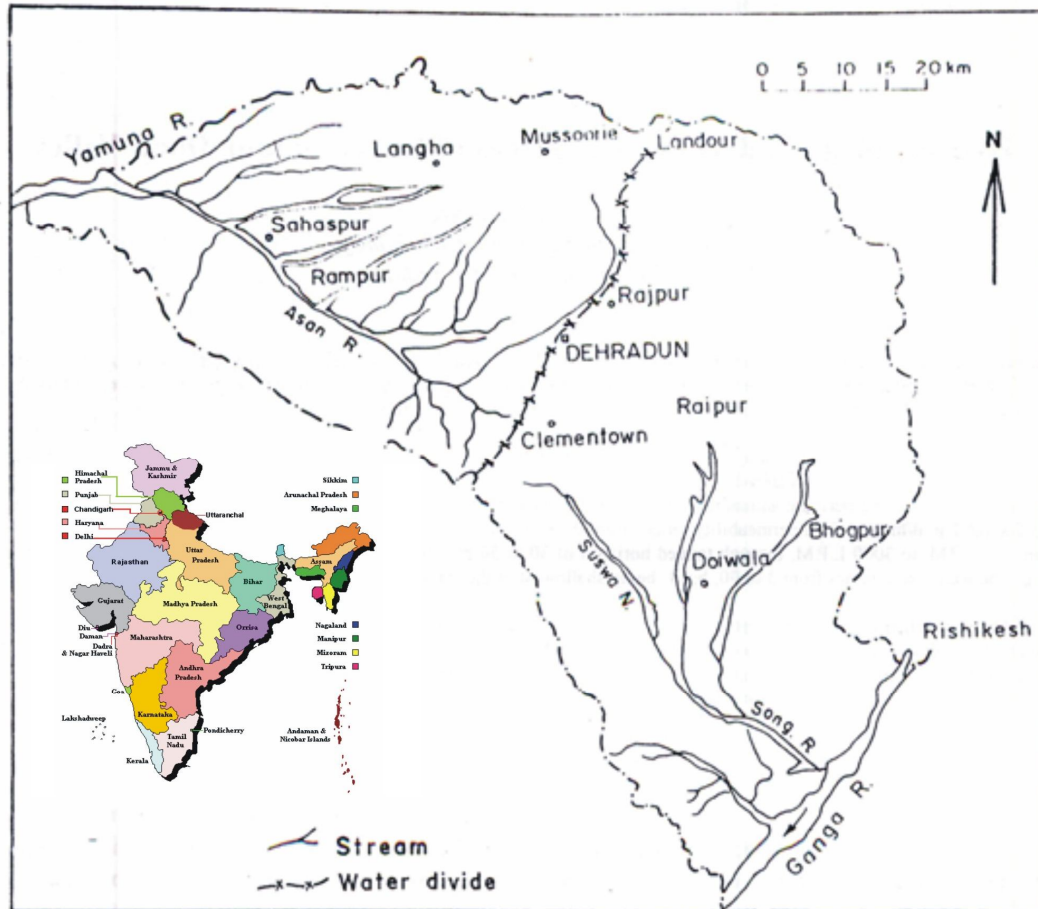 0 5 10 15 20 km
Yamuna R.
Langha
Mussoorie
Landour
N
Sahaspur
Rampur
Asan R.
Rajpur
DEHRADUN
Raipur
Clementown
Bhogpur
Doiwala
Suswa N.
Rishikesh
Song R
Ganga R.
Jammu &
Kashmir
Himachal
Pradesh
Punjab
Chandigarh
Haryana
Delhi
Uttaranchal
Sikkim
Arunachal Pradesh
Meghalaya
Rajasthan
Uttar
Pradesh
Bihar
Assam
Gujarat
Madhya Pradesh
West
Bengal
Diu
Daman
Dadra
& Nagar Haveli
Maharashtra
Orrisa
Nagaland
Manipur
Mizoram
Tripura
Andhra
Pradesh
Goa
Karnataka
Lakshadweep
Tamil
Nadu
Pondicherry
Kerala
Andaman &
Nicobar Islands
Stream
Water divide